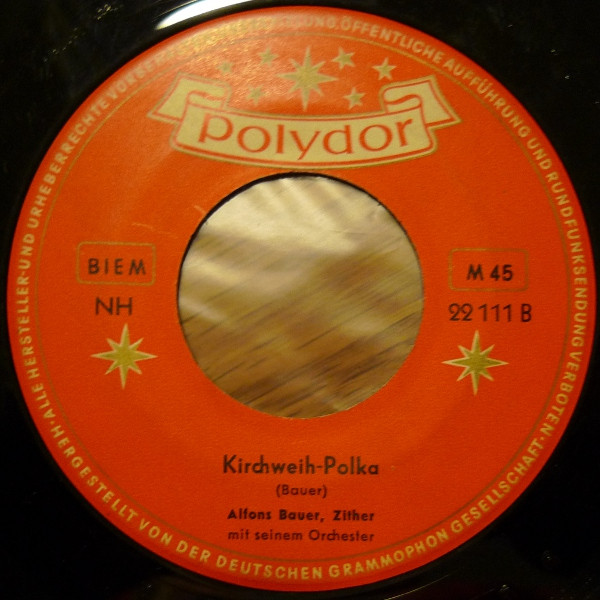 ALLE HERSTELLER- UND URHEBERRECHTE VORBEHALTEN. ÖFFENTLICHE AUFFÜHRUNG UND RUNDFUNKSENDUNG VERBOTEN
polydor
BIEM
NH
M 45
22 111 B
Kirchweih-Polka
(Bauer)
Alfons Bauer, Zither
mit seinem Orchester
HERGESTELLT VON DER DEUTSCHEN GRAMMOPHON GESELLSCHAFT